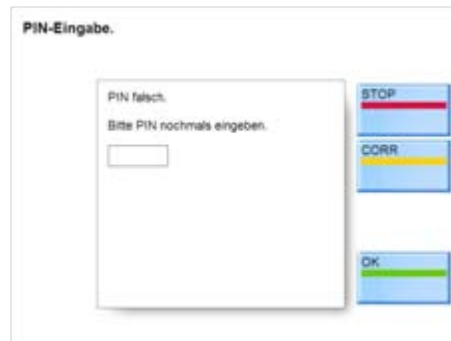 PIN-Eingabe.
PIN falsch.
Bitte PIN nochmals eingeben.
STOP
CORR
OK